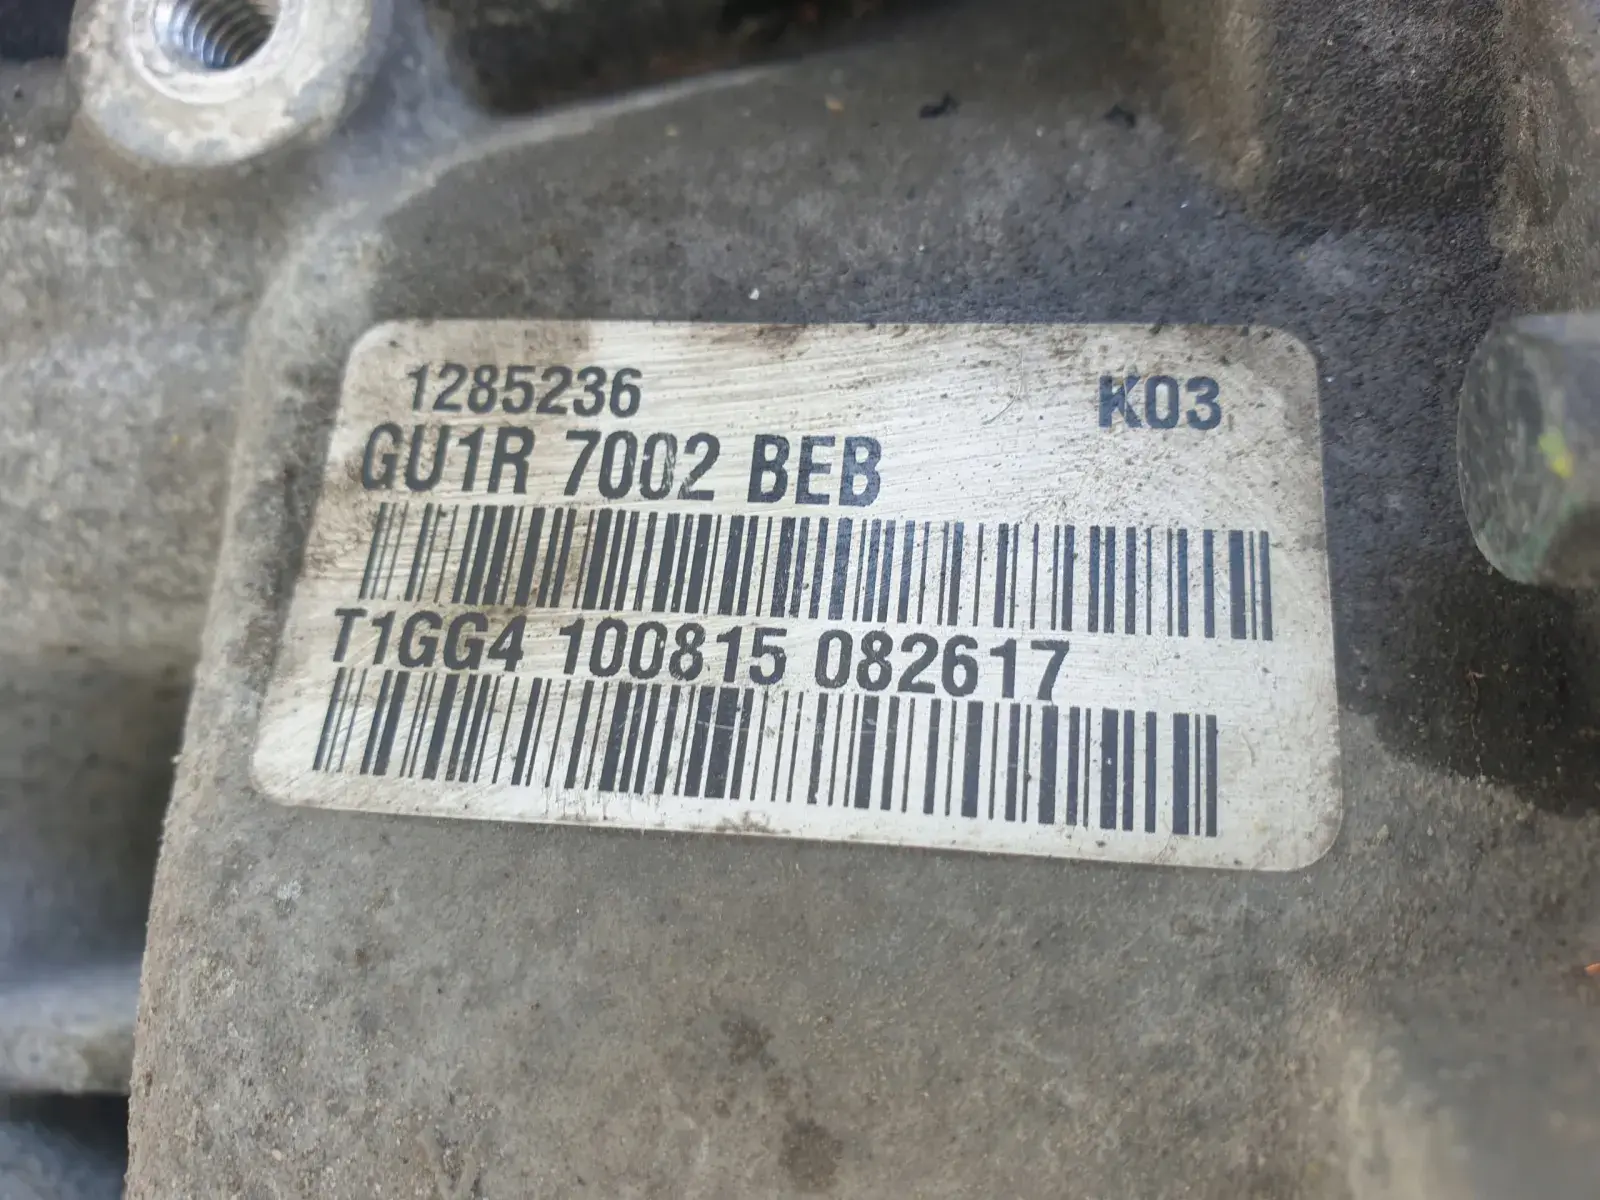 1285236 K03
GU1R 7002 BEB
T1GG4 100815 082617